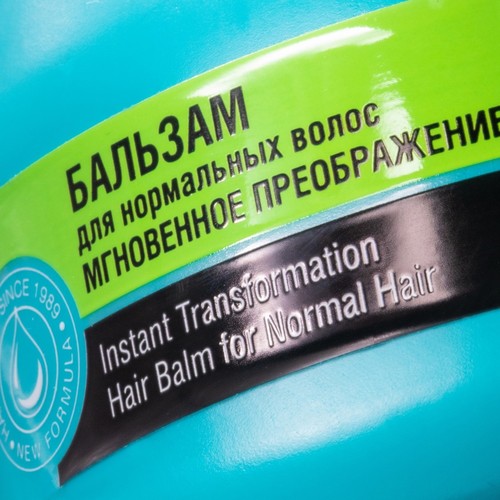 БАЛЬЗАМ
для нормальных волос
МГНОВЕННОЕ ПРЕОБРАЖЕНИЕ
Instant Transformation
Hair Balm for Normal Hair
SINCE 1989
NEW FORMULA